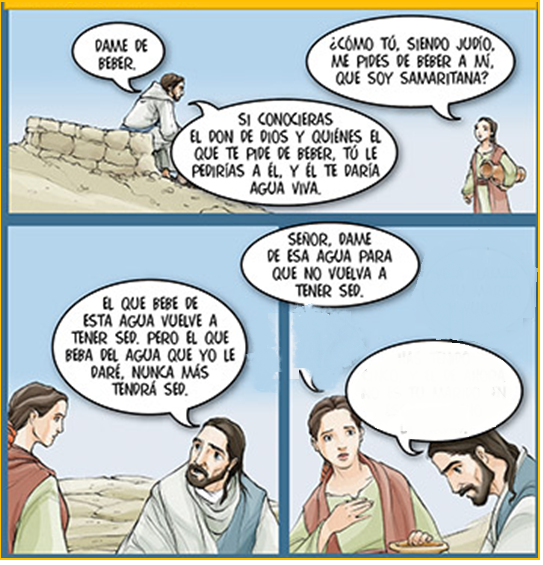 DAME DE
BEBER.
¿CÓMO TÚ, SIENDO JUDÍO,
ME PIDES DE BEBER A MÍ,
QUE SOY SAMARITANA?
SI CONOCIERAS
EL DON DE DIOS Y QUIÉNES EL
QUE TE PIDE DE BEBER, TÚ LE
PEDIRÍAS A ÉL, Y ÉL TE DARÍA
AGUA VIVA.
EL QUE BEBE DE
ESTA AGUA VUELVE A
TENER SED. PERO EL QUE
BEBA DEL AGUA QUE YO LE
DARÉ, NUNCA MÁS
TENDRÁ SED.
SEÑOR, DAME
DE ESA AGUA PARA
QUE NO VUELVA A
TENER SED.